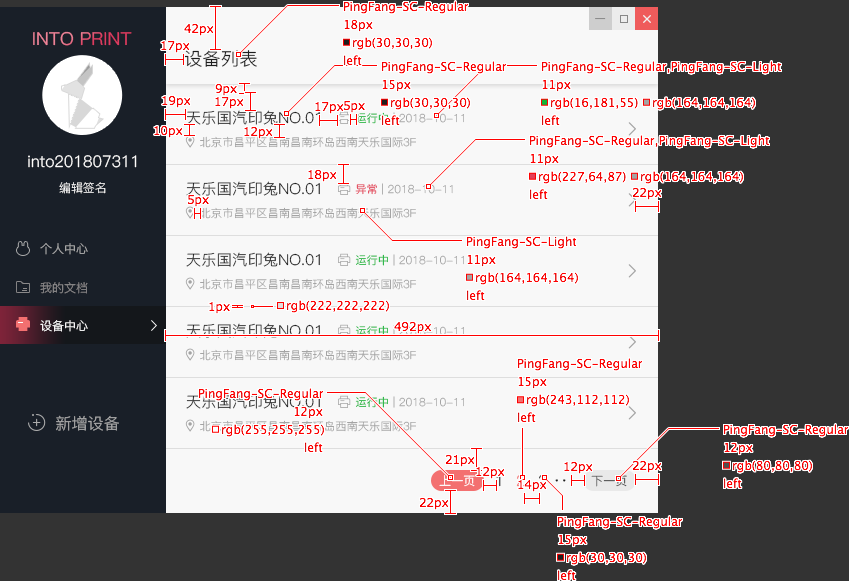 INTO PRINT
into201807311
编辑签名
个人中心
我的文档
设备中心
新增设备
设备列表
42px
17px
PingFang-SC-Regular
18px
rgb(30,30,30)
left
PingFang-SC-Regular
15px
rgb(30,30,30)
left
PingFang-SC-Regular,PingFang-SC-Light
11px
rgb(16,181,55) rgb(164,164,164)
left
9px
17px
19px
10px
12px
17px
5px
天乐国汽印兔NO.01 运行中 | 2018-10-11
北京市昌平区昌南昌南环岛西南天乐国际3F
PingFang-SC-Regular,PingFang-SC-Light
11px
rgb(227,64,87) rgb(164,164,164)
left
18px
22px
5px
天乐国汽印兔NO.01 异常 | 2018-10-11
北京市昌平区昌南昌南环岛西南天乐国际3F
PingFang-SC-Light
11px
rgb(164,164,164)
left
天乐国汽印兔NO.01 运行中 | 2018-10-11
北京市昌平区昌南昌南环岛西南天乐国际3F
1px
rgb(222,222,222)
492px
天乐国汽印兔NO.01 运行中 | 2018-10-11
北京市昌平区昌南昌南环岛西南天乐国际3F
PingFang-SC-Regular
15px
rgb(243,112,112)
left
PingFang-SC-Regular
12px
rgb(255,255,255)
left
天乐国汽印兔NO.01 运行中 | 2018-10-11
北京市昌平区昌南昌南环岛西南天乐国际3F
PingFang-SC-Regular
12px
rgb(80,80,80)
left
21px
12px
14px
12px
22px
22px
上一页
下一页
PingFang-SC-Regular
15px
rgb(30,30,30)
left